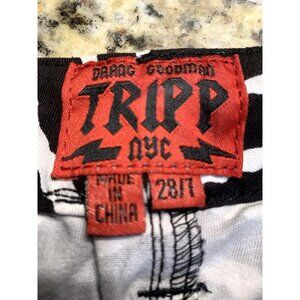 DAANG GOODMAN
TRIPP
NYC
MADE
IN
CHINA
28/7